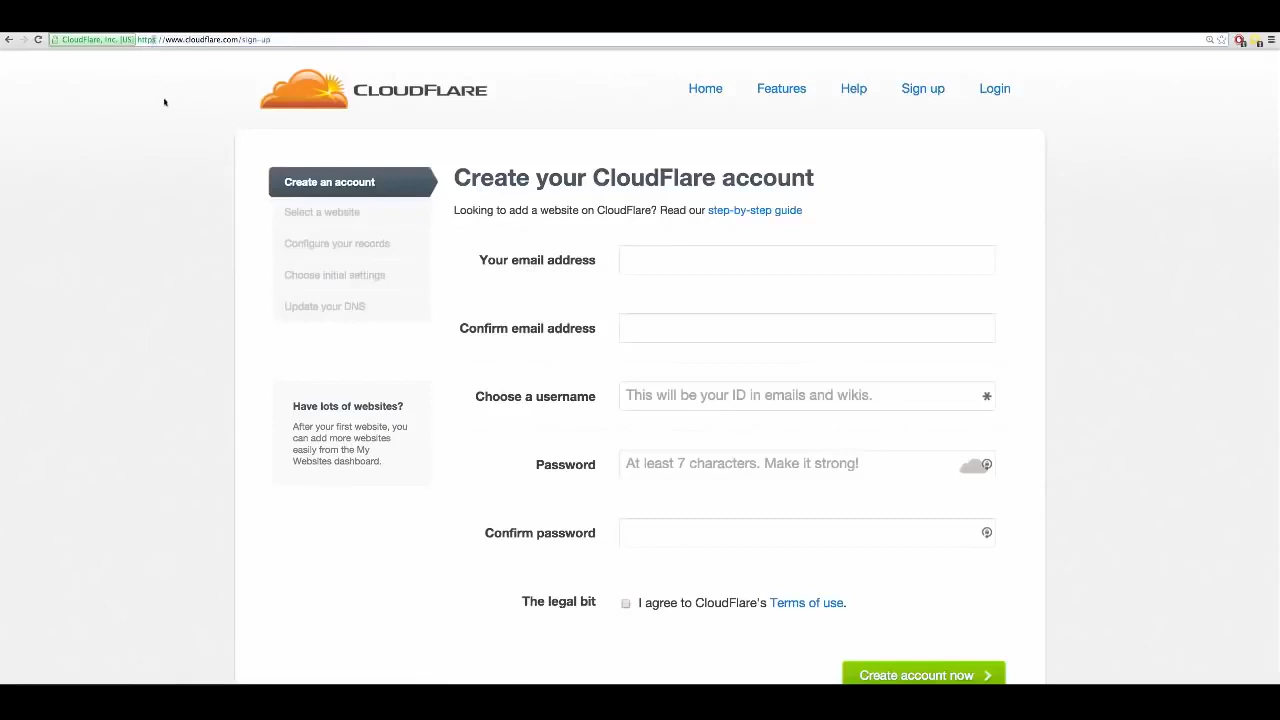 CloudFlare, Inc. [US] https://www.cloudflare.com/sign-up
CLOUDFLARE
Home Features Help Sign up Login
Create an account
Select a website
Configure your records
Choose initial settings
Update your DNS
Have lots of websites?
After your first website, you
can add more websites
easily from the My
Websites dashboard.
Create your CloudFlare account
Looking to add a website on CloudFlare? Read our step-by-step guide
Your email address
Confirm email address
Choose a username This will be your ID in emails and wikis.
Password At least 7 characters. Make it strong!
Confirm password
The legal bit I agree to CloudFlare's Terms of use.
Create account now